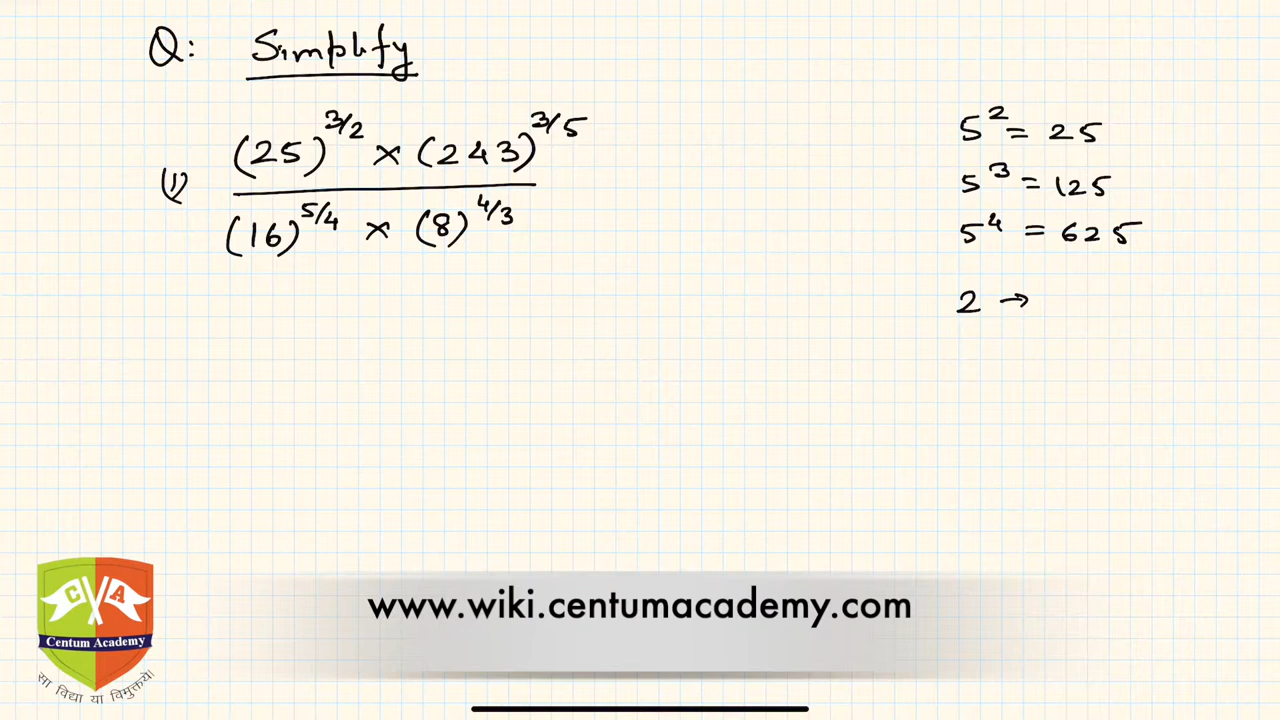 Q: Simplify
(1) (25)^3/2 × (243)^3/5
(16)^5/4 × (8)^4/3
5^2 = 25
5^3 = 125
5^4 = 625
2 →
www.wiki.centumacademy.com
C A
Centum Academy
सा विद्या या विमुक्तये।